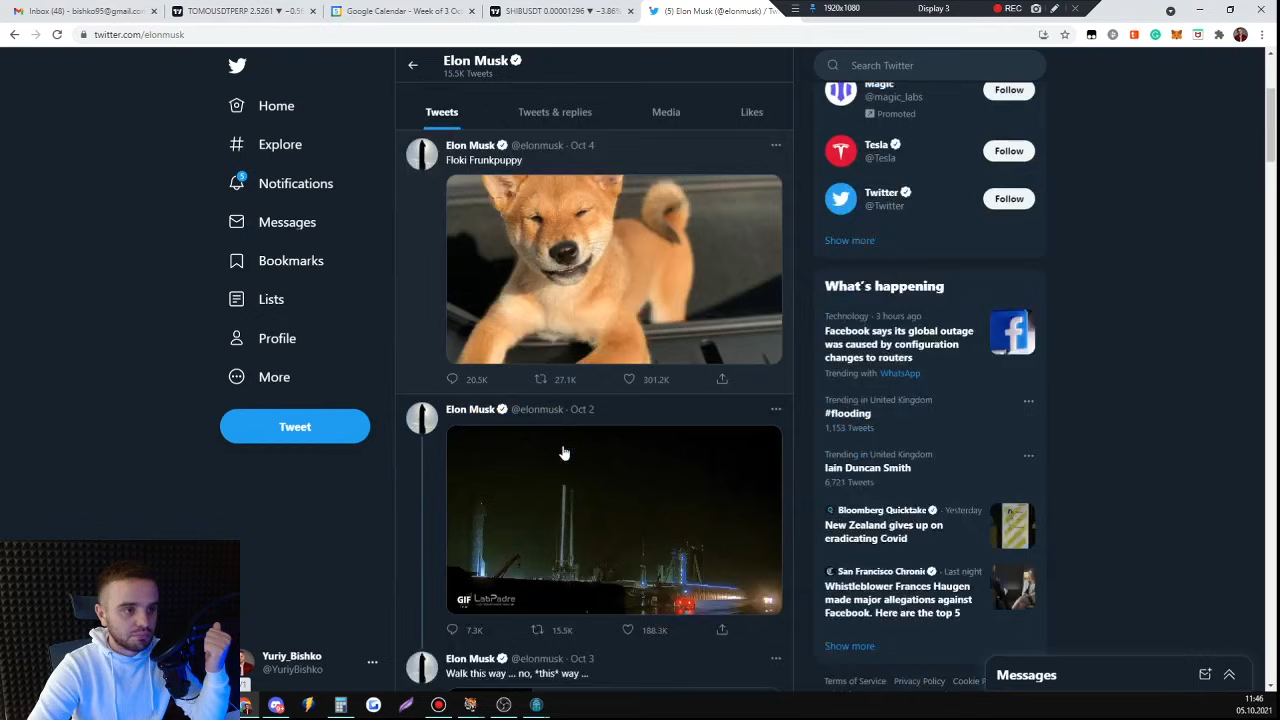 Inbox (48) - bishko95@gmail.con
TOMOUSDTPERP 2.5261 ▼ −0.5
Google Calendar - Week of 3 Oc
SHIBUSDT 0.00001296 ▼ −3.86%
(5) Elon Musk (@elonmusk) / Tw
1920x1080
Display 3
REC
twitter.com/elonmusk
Elon Musk
15.5K Tweets
Tweets
Tweets & replies
Media
Likes
Home
Explore
5
Notifications
Messages
Bookmarks
Lists
Profile
More
Tweet
Yuriy_Bishko
@YuriyBishko
Elon Musk @elonmusk · Oct 4
Floki Frunkpuppy
20.5K
27.1K
301.2K
Elon Musk @elonmusk · Oct 2
GIF LabPadre
7.3K
15.5K
188.3K
Elon Musk @elonmusk · Oct 3
Walk this way ... no, *this* way ...
Search Twitter
Magic
@magic_labs
Promoted
Follow
Tesla
@Tesla
Follow
Twitter
@Twitter
Follow
Show more
What's happening
Technology · 3 hours ago
Facebook says its global outage
was caused by configuration
changes to routers
Trending with WhatsApp
Trending in United Kingdom
#flooding
1,153 Tweets
Trending in United Kingdom
Iain Duncan Smith
6,721 Tweets
Bloomberg Quicktake · Yesterday
New Zealand gives up on
eradicating Covid
San Francisco Chronic · Last night
Whistleblower Frances Haugen
made major allegations against
Facebook. Here are the top 5
Show more
Terms of Service Privacy Policy Cookie P
Messages
11:46
05.10.2021